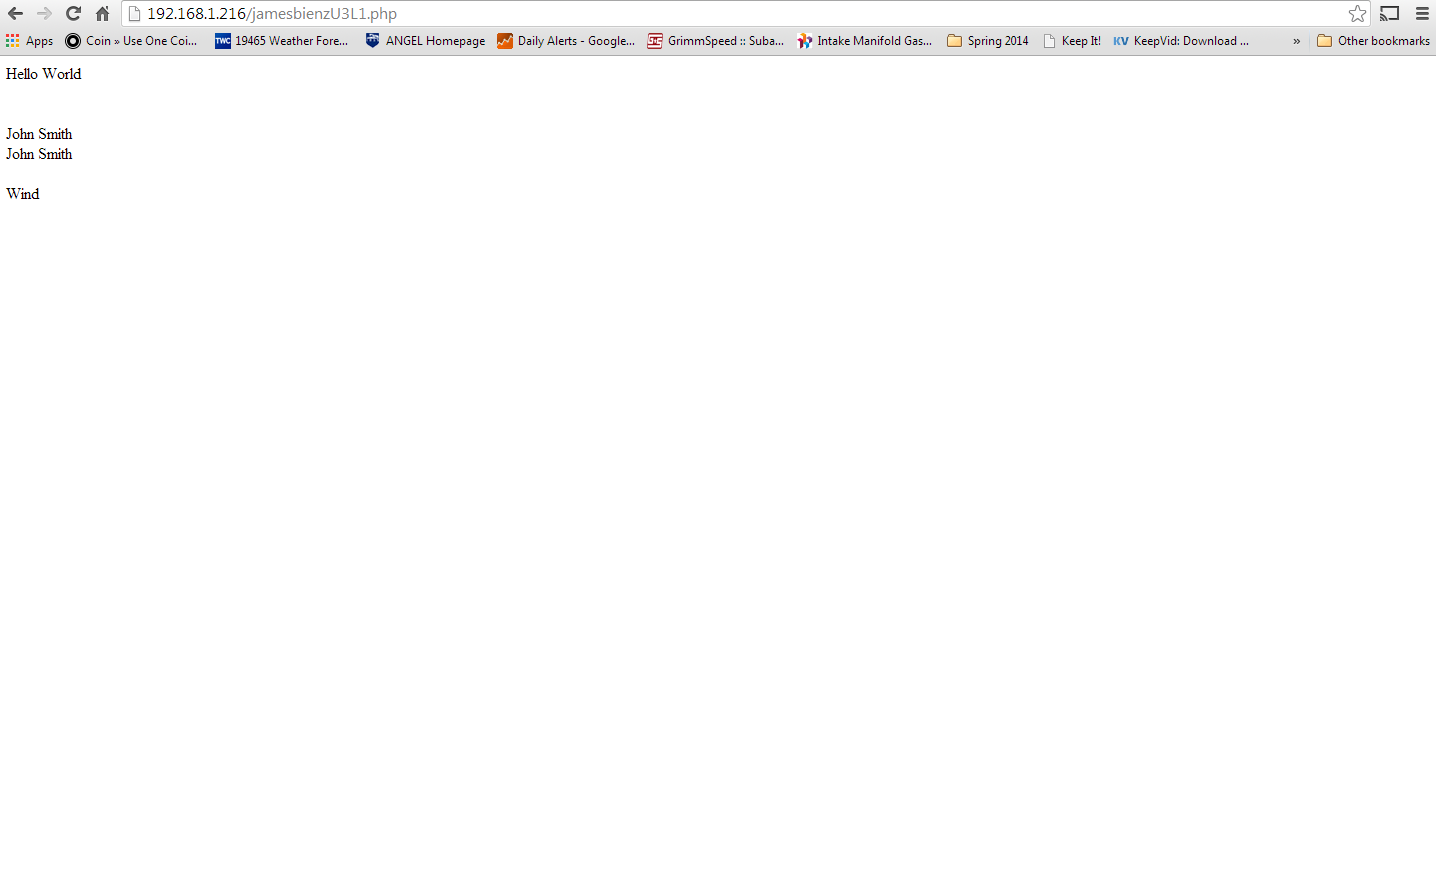 192.168.1.216/jamesbienzU3L1.php
Apps Coin » Use One Coi... TWC 19465 Weather Fore... ANGEL Homepage Daily Alerts - Google... GrimmSpeed :: Suba... Intake Manifold Gas... Spring 2014 Keep It! KV KeepVid: Download ... » Other bookmarks
Hello World
John Smith
John Smith
Wind